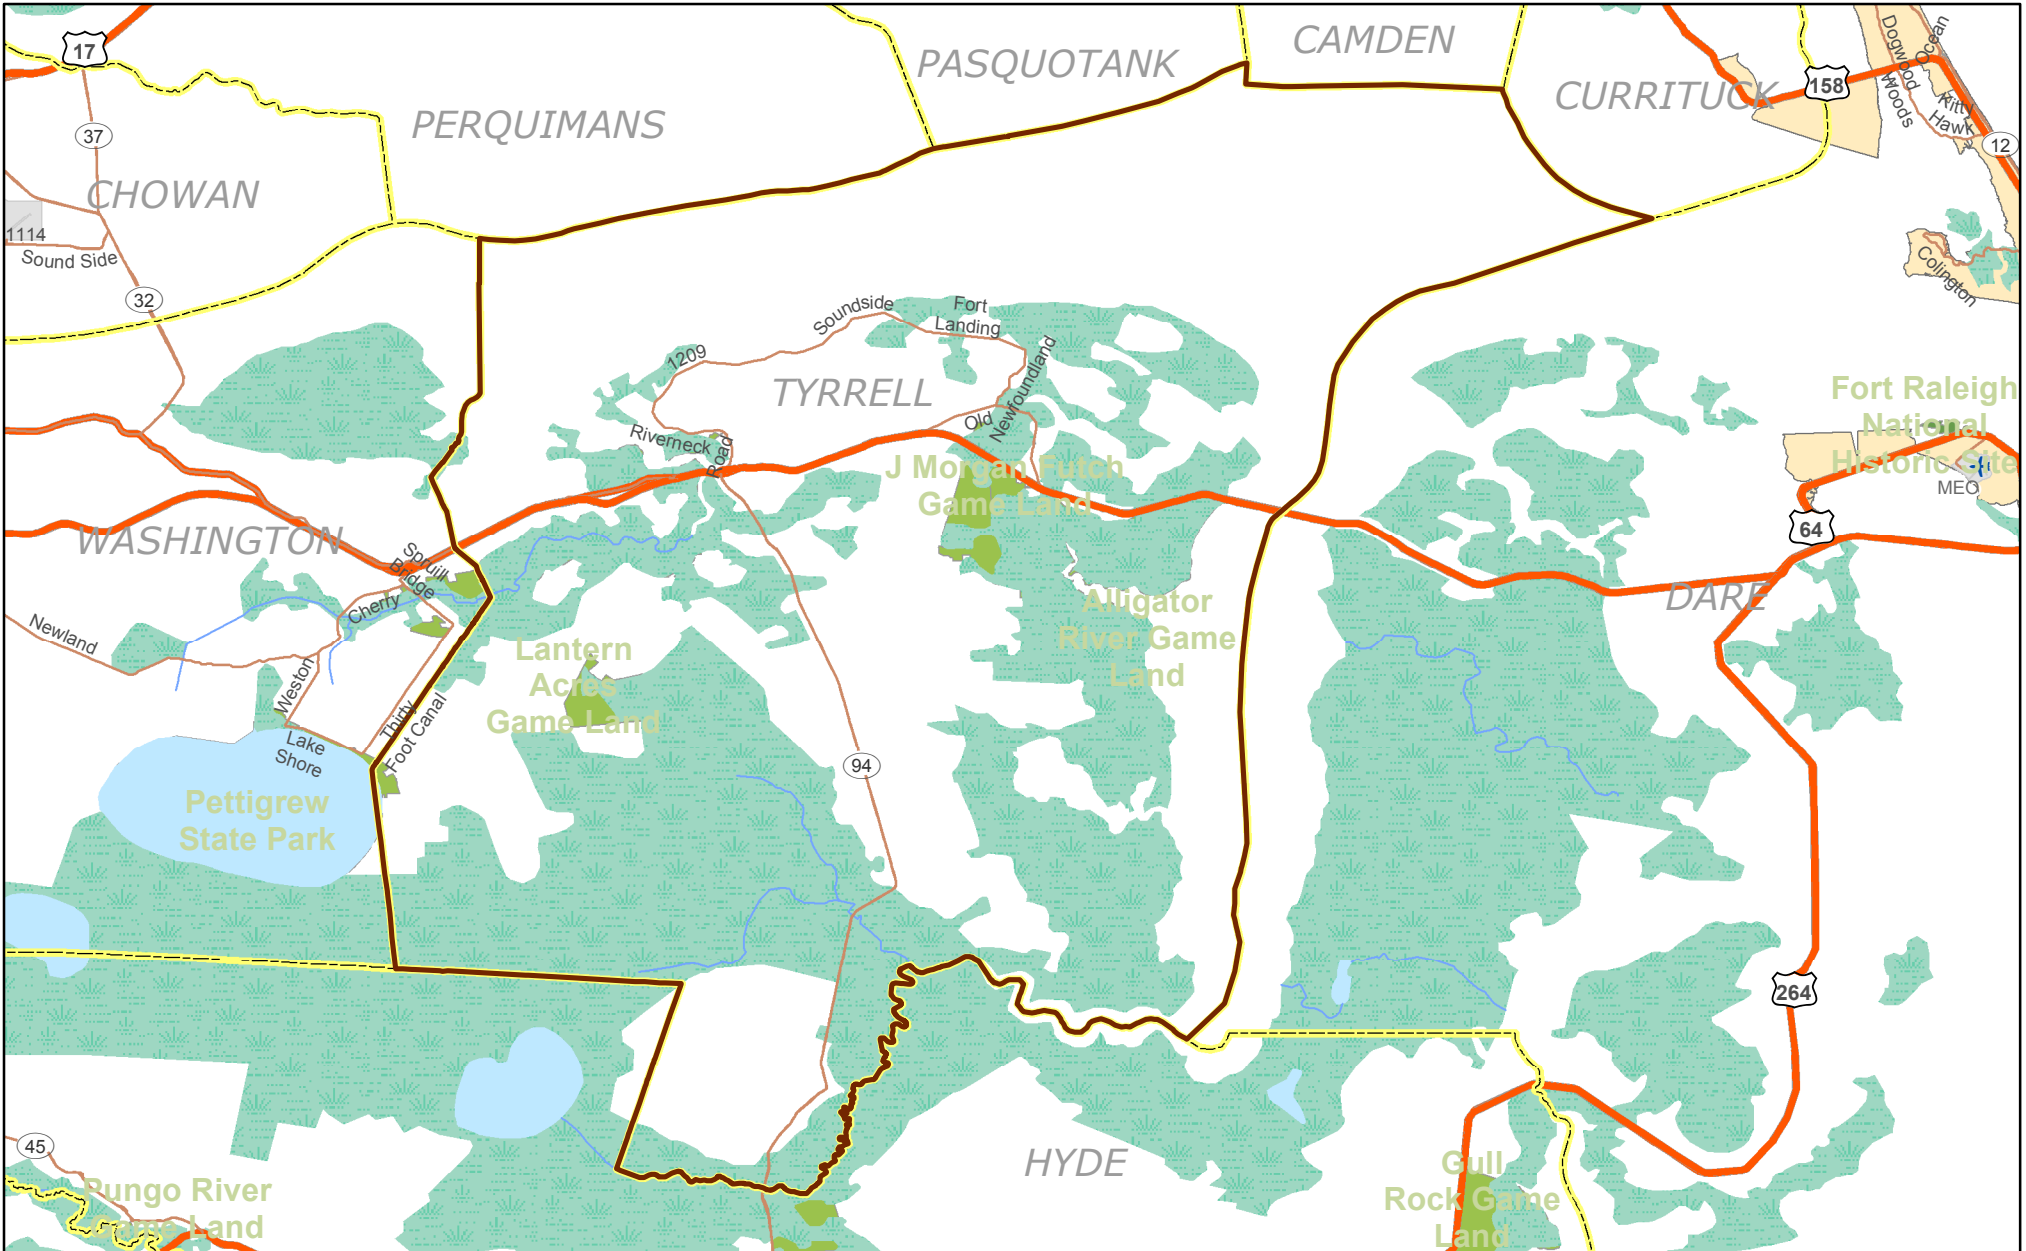 17
PASQUOTANK
CAMDEN
CURRITUCK
158
Dogwood
Woods
Ocean
Kitty
Hawk
12
37
PERQUIMANS
CHOWAN
1114
Sound Side
32
Colington
Soundside
Fort
Landing
1209
Newfoundland
TYRRELL
Old
Riverneck
Road
Fort Raleigh
National
Historic Site
MEO
J Morgan Futch
Game Land
64
WASHINGTON
Spruill
Bridge
Cherry
DARE
Newland
Alligator
River Game
Land
Lantern
Acres
Game Land
Weston
Thirty
Foot Canal
Lake
Shore
94
Pettigrew
State Park
264
45
HYDE
Pungo River
Game Land
Gull
Rock Game
Land